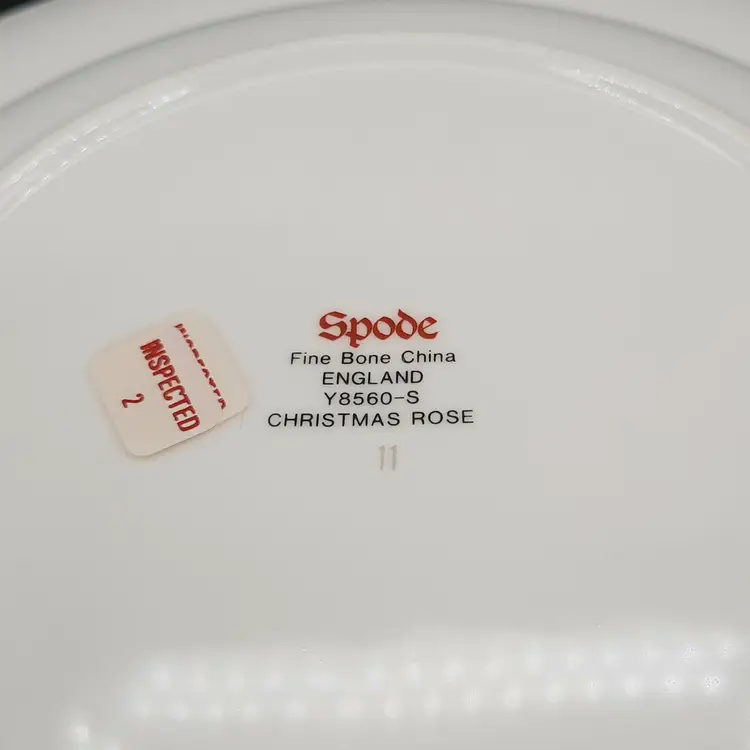 Spode
Fine Bone China
ENGLAND
Y8560-S
CHRISTMAS ROSE
11
INSPECTED
2